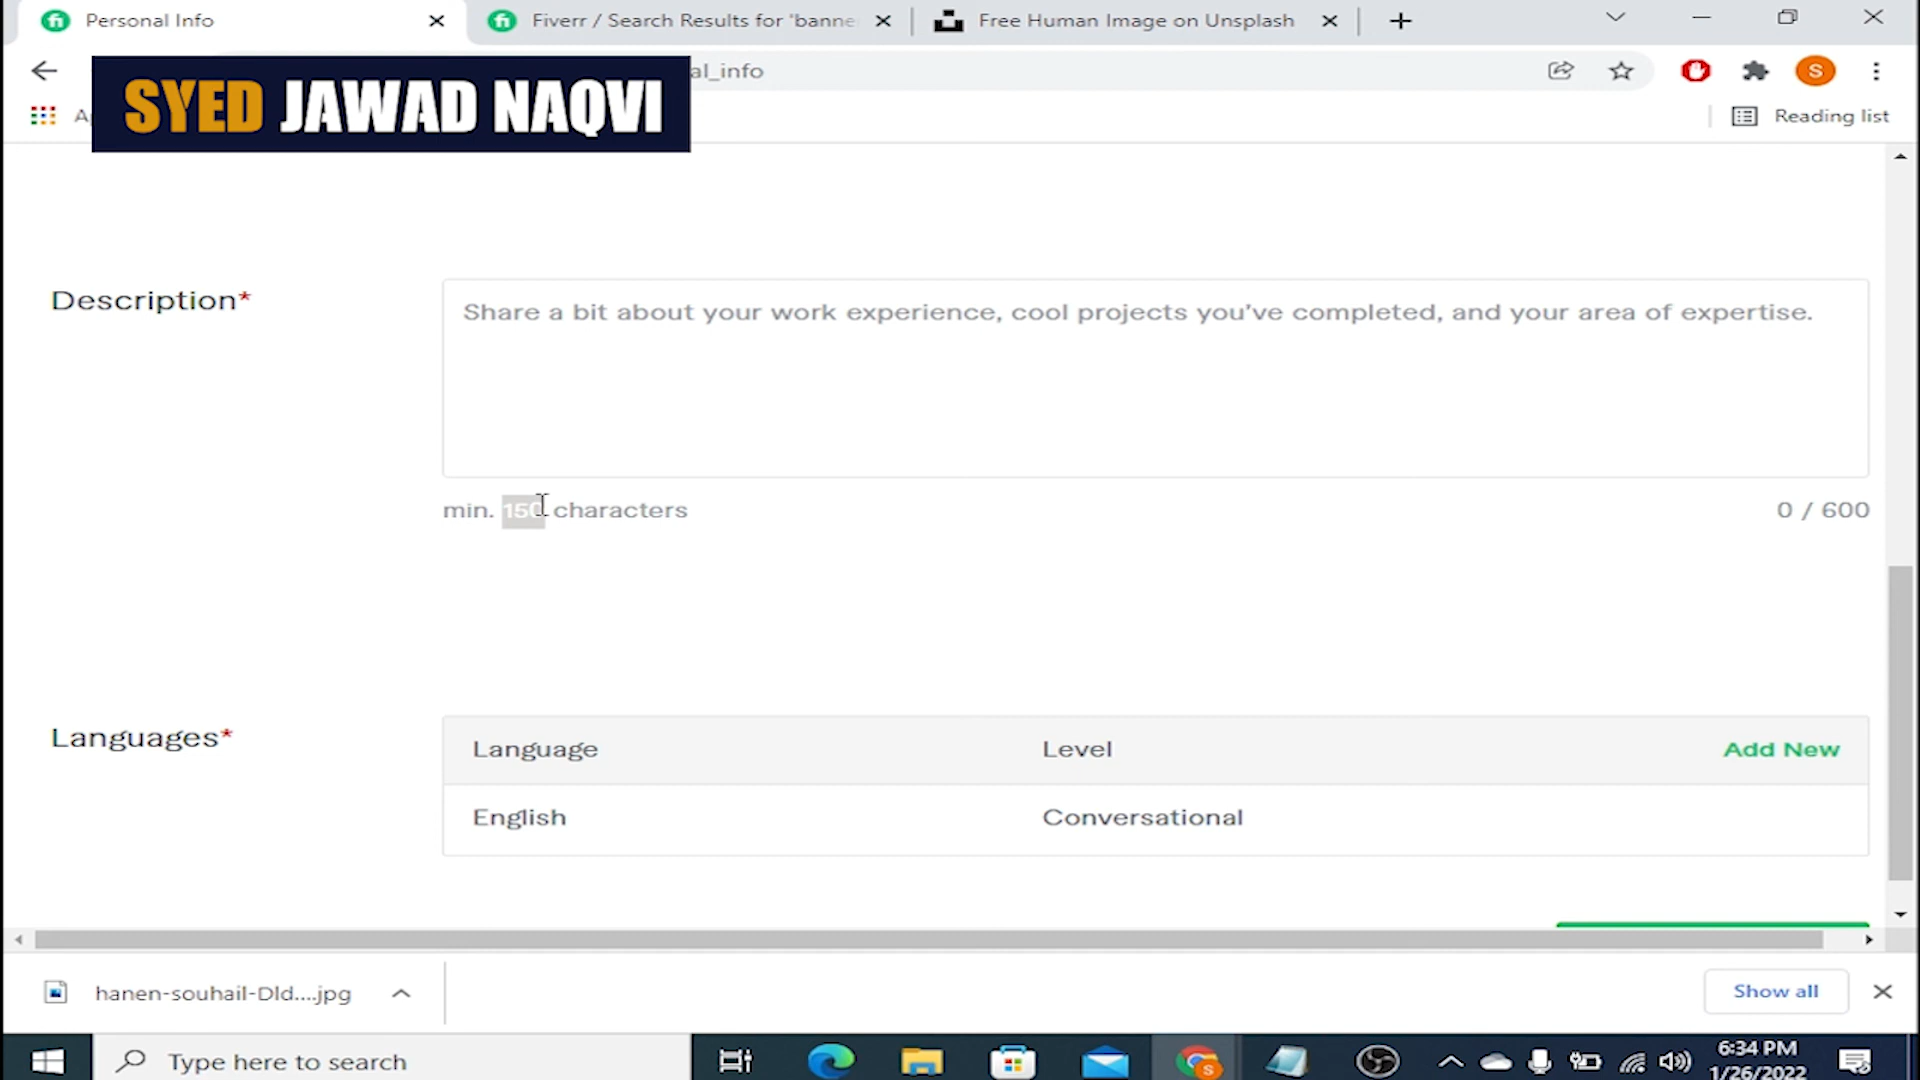 Personal Info
Fiverr / Search Results for 'banne
Free Human Image on Unsplash
SYED JAWAD NAQVI
al_info
S
Reading list
Description*
Share a bit about your work experience, cool projects you've completed, and your area of expertise.
min. 150 characters
0 / 600
Languages*
Language
Level
Add New
English
Conversational
hanen-souhail-Dld....jpg
Show all
Type here to search
6:34 PM
1/26/2022